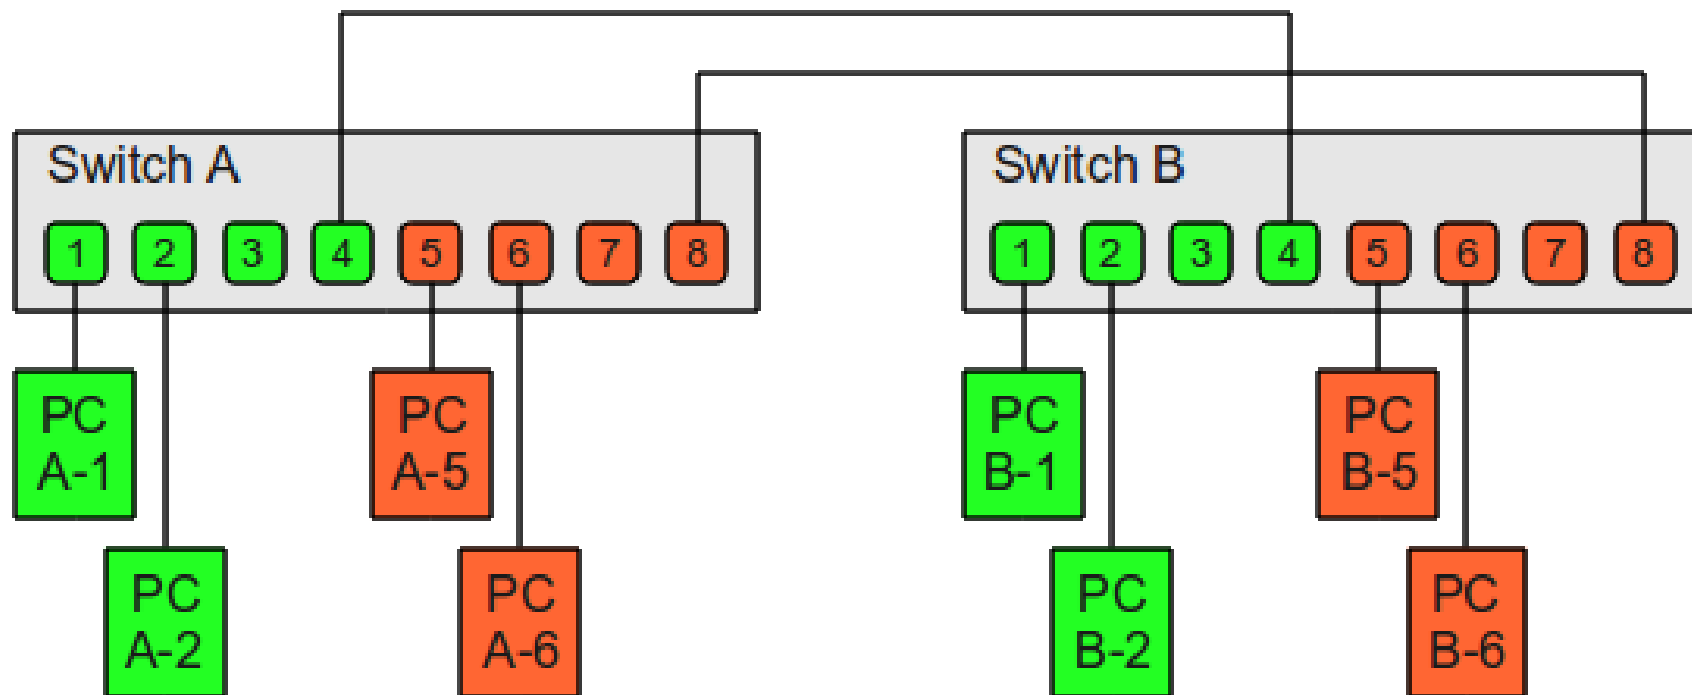 Switch A
1 2 3 4 5 6 7 8
Switch B
1 2 3 4 5 6 7 8
PC
A-1
PC
A-5
PC
B-1
PC
B-5
PC
A-2
PC
A-6
PC
B-2
PC
B-6